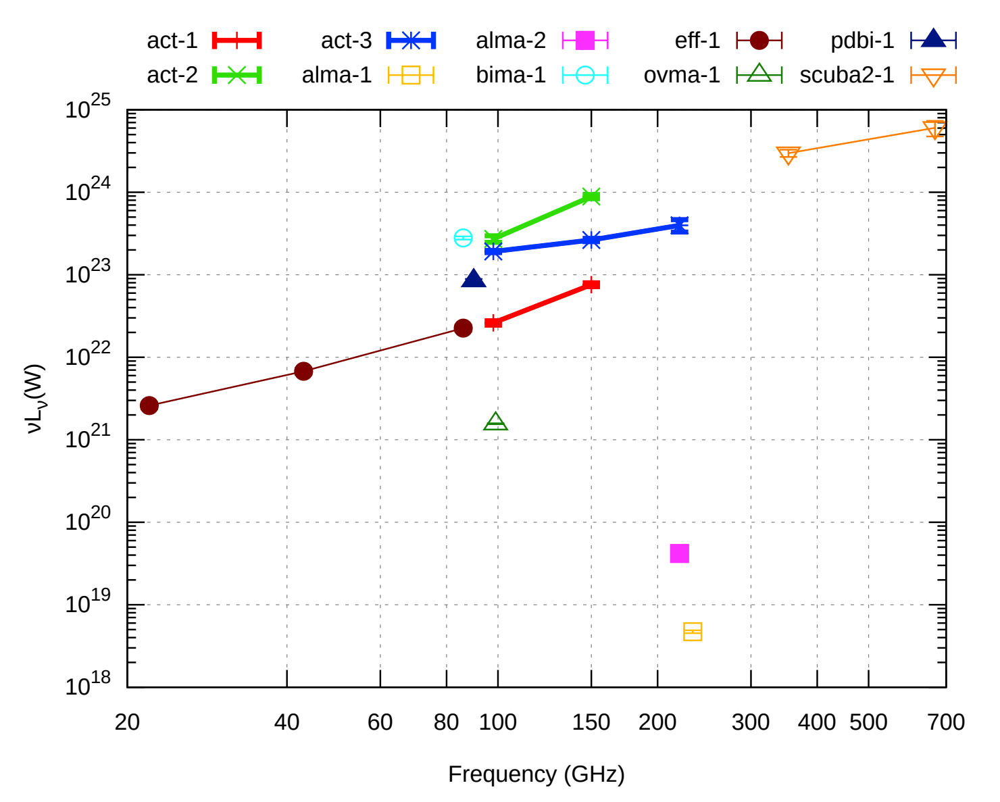 act-1 act-3 alma-2 eff-1 pdbi-1
act-2 alma-1 bima-1 ovma-1 scuba2-1
10^25
10^24
10^23
10^22
10^21
10^20
10^19
10^18
νL_ν(W)
20 40 60 80 100 150 200 300 400 500 700
Frequency (GHz)